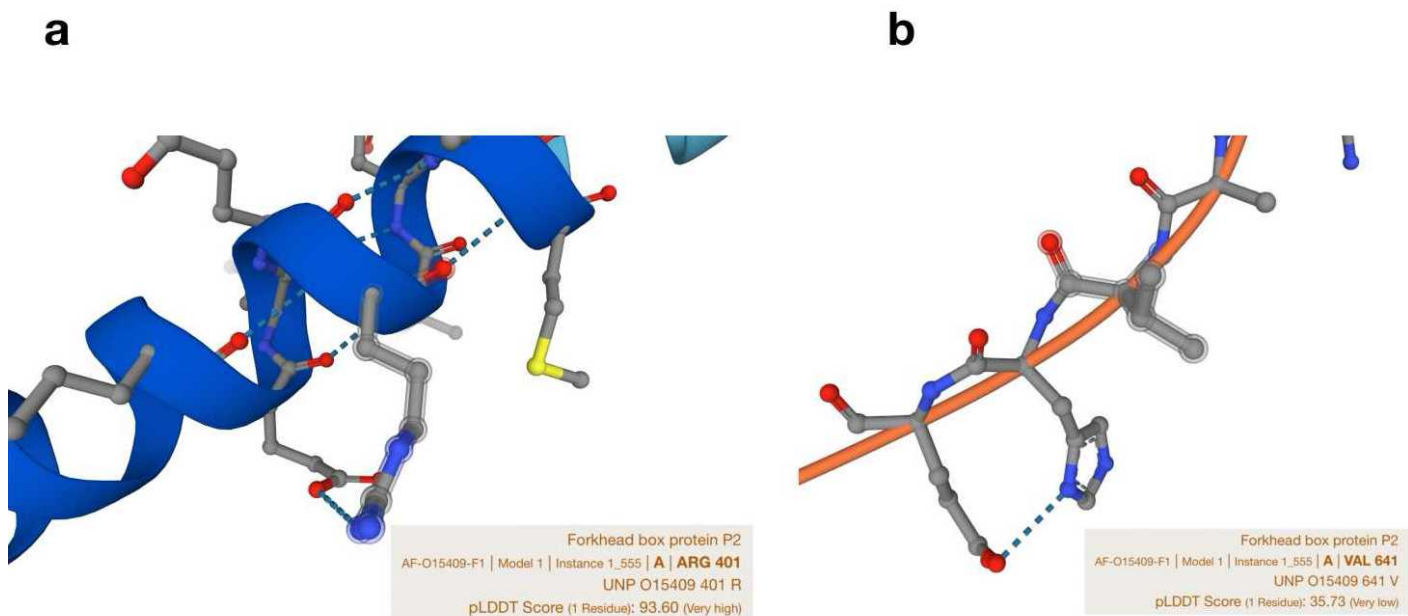 a
b
Forkhead box protein P2
AF-O15409-F1 | Model 1 | Instance 1_555 | A | ARG 401
UNP O15409 401 R
pLDDT Score (1 Residue): 93.60 (Very high)
Forkhead box protein P2
AF-O15409-F1 | Model 1 | Instance 1_555 | A | VAL 641
UNP O15409 641 V
pLDDT Score (1 Residue): 35.73 (Very low)